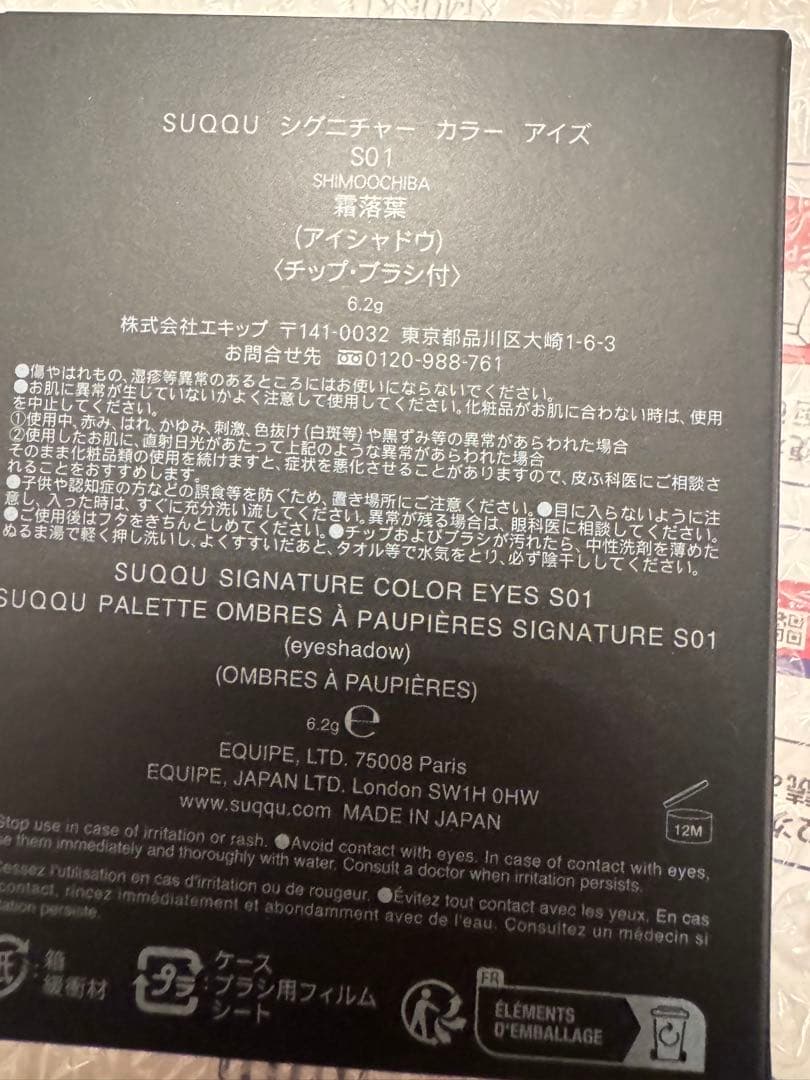 SUQQU シグニチャー カラー アイズ
S01
SHIMOOCHIBA
霜落葉
(アイシャドウ)
〈チップ・ブラシ付〉
6.2g
株式会社エキップ 〒141-0032 東京都品川区大崎1-6-3
お問合せ先 0120-988-761
●傷やはれもの、湿疹等異常のあるところにはお使いにならないでください。
●お肌に異常が生じていないかよく注意して使用してください。化粧品がお肌に合わない時は、使用
を中止してください。
①使用中、赤み、はれ、かゆみ、刺激、色抜け(白斑等)や黒ずみ等の異常があらわれた場合
②使用したお肌に、直射日光があたって上記のような異常があらわれた場合
そのまま化粧品類の使用を続けますと、症状を悪化させることがありますので、皮ふ科医にご相談さ
れることをおすすめします。
●子供や認知症の方などの誤食等を防ぐため、置き場所にご注意ください。●目に入らないように注
意し、入った時は、すぐに充分洗い流してください。異常が残る場合は、眼科医に相談してください。
●ご使用後はフタをきちんとしめてください。●チップおよびブラシが汚れたら、中性洗剤を薄めた
ぬるま湯で軽く押し洗いし、よくすすいだあと、タオル等で水気をとり、必ず陰干ししてください。
SUQQU SIGNATURE COLOR EYES S01
SUQQU PALETTE OMBRES À PAUPIÈRES SIGNATURE S01
(eyeshadow)
(OMBRES À PAUPIÈRES)
6.2g ℮
EQUIPE, LTD. 75008 Paris
EQUIPE, JAPAN LTD. London SW1H 0HW
www.suqqu.com MADE IN JAPAN
12M
Stop use in case of irritation or rash. ●Avoid contact with eyes. In case of contact with eyes,
them immediately and thoroughly with water. Consult a doctor when irritation persists.
Cessez l'utilisation en cas d'irritation ou de rougeur. ●Évitez tout contact avec les yeux. En cas
contact, rincez immédiatement et abondamment avec de l'eau. Consultez un médecin si
persiste.
紙:箱
緩衝材
プラ:ケース
ブラシ用フィルム
シート
FR
ÉLÉMENTS
D'EMBALLAGE